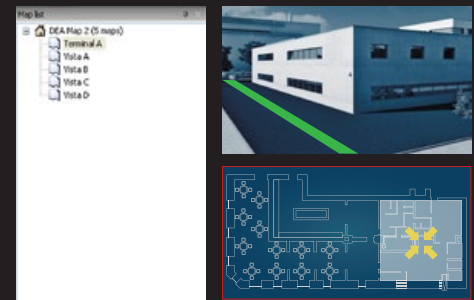 Map list
DEA Map 2 (5 maps)
Terminal A
Vista A
Vista B
Vista C
Vista D